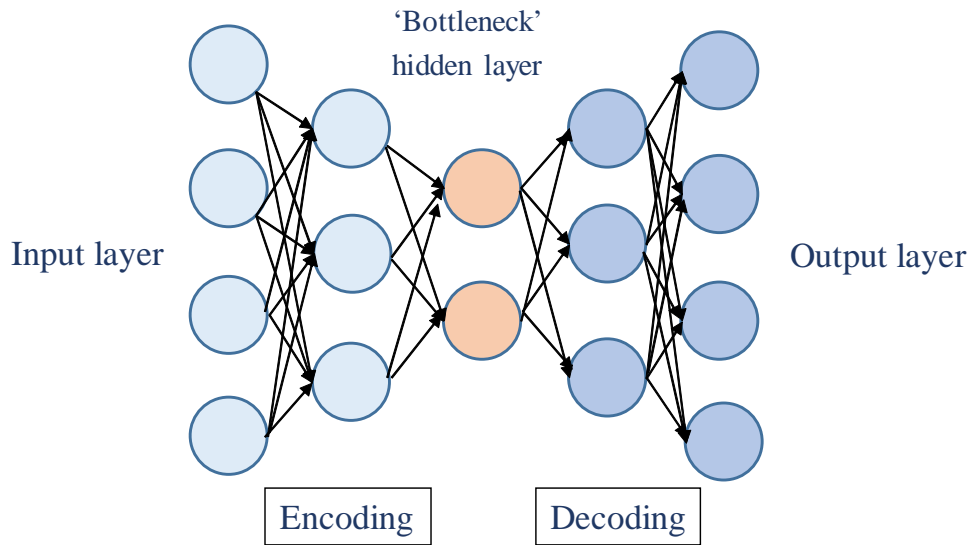 ‘Bottleneck’
hidden layer
Input layer
Output layer
Encoding
Decoding